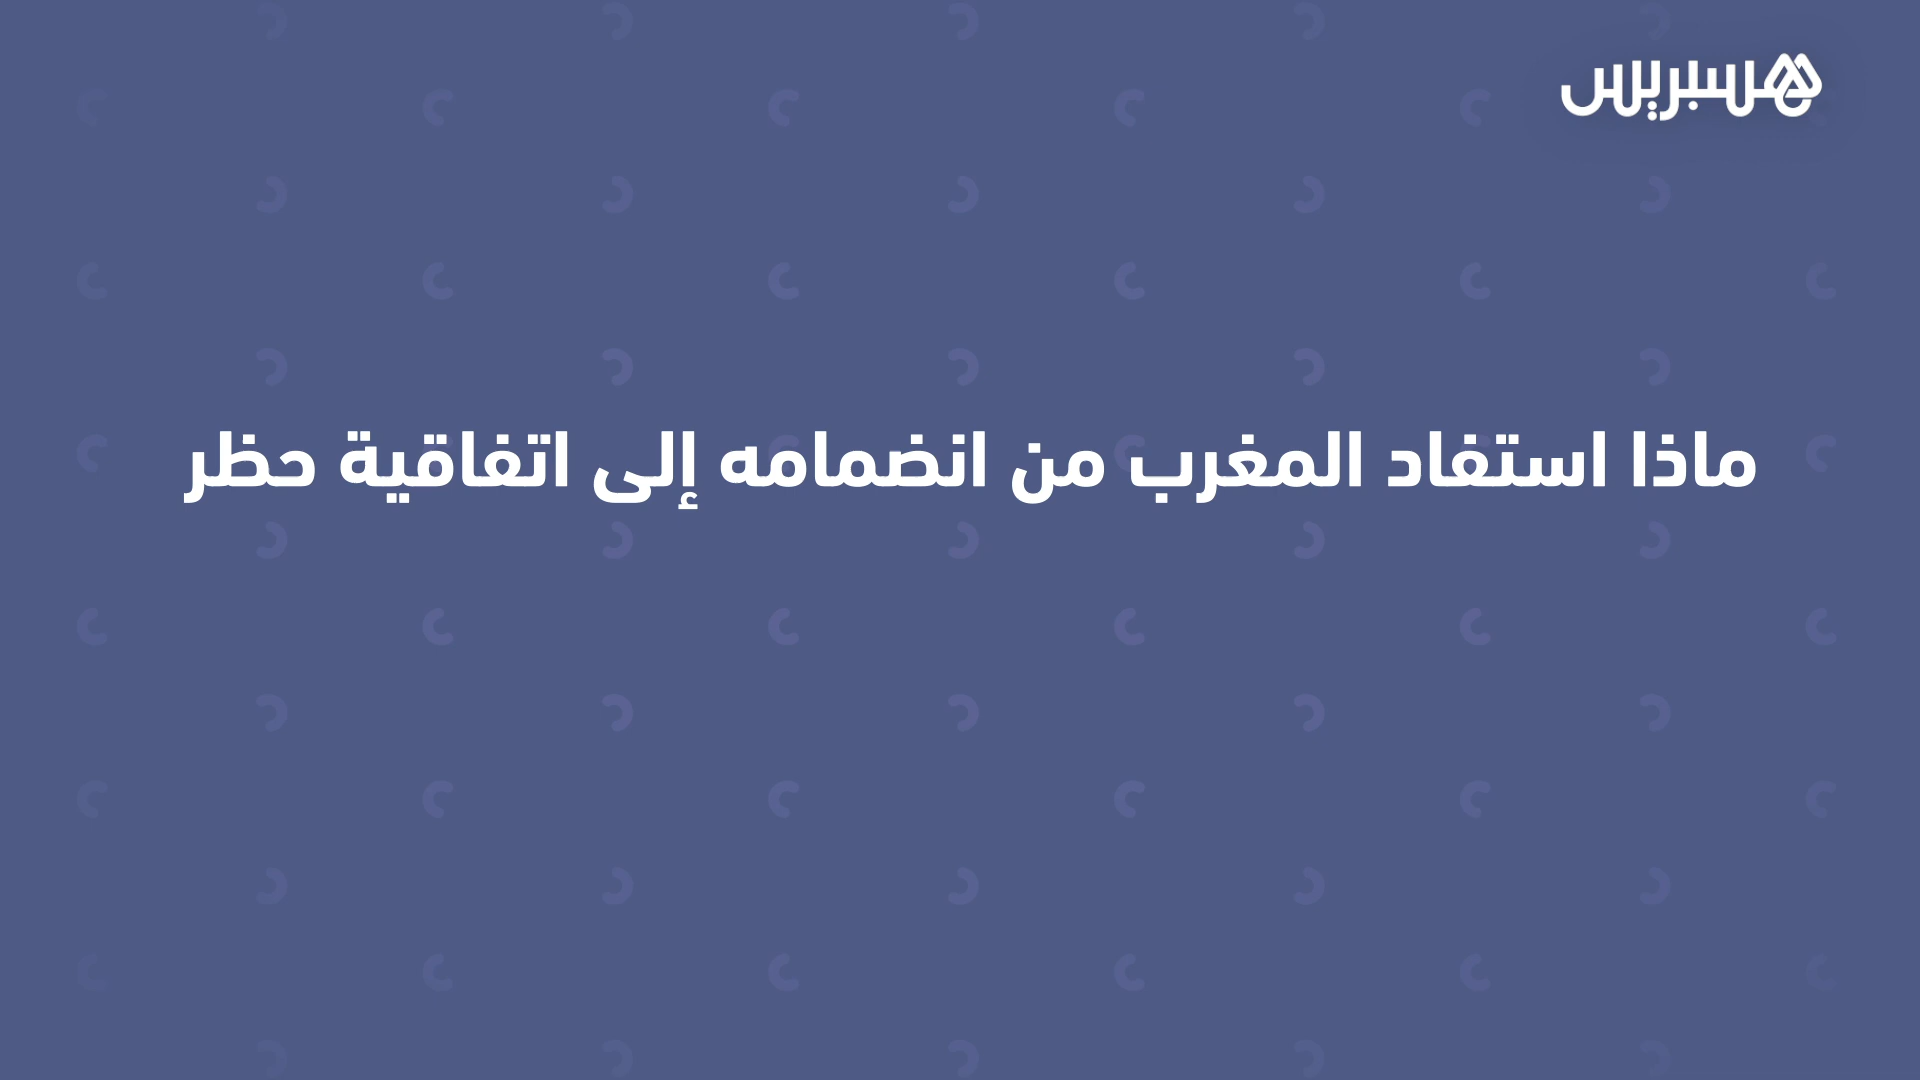 هسبريس
ماذا استفاد المغرب من انضمامه إلى اتفاقية حظر